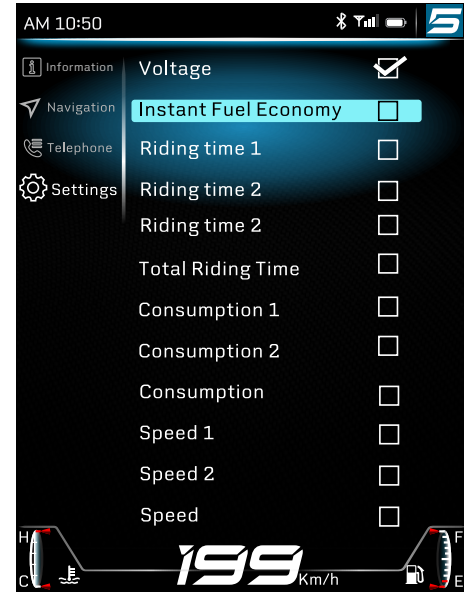 AM 10:50
5
Information
Navigation
Telephone
Settings
Voltage
Instant Fuel Economy
Riding time 1
Riding time 2
Riding time 2
Total Riding Time
Consumption 1
Consumption 2
Consumption
Speed 1
Speed 2
Speed
H
C
199 Km/h
F
E